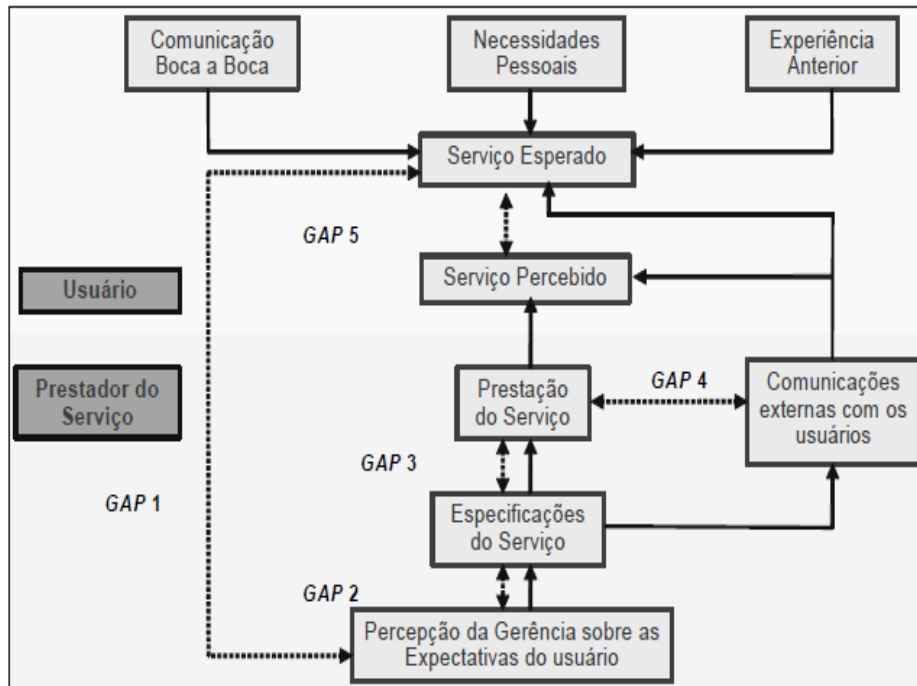 Comunicação
Boca a Boca
Necessidades
Pessoais
Experiência
Anterior
Serviço Esperado
GAP 5
Serviço Percebido
Usuário
Prestador do
Serviço
Prestação
do Serviço
GAP 4
Comunicações
externas com os
usuários
GAP 3
GAP 1
Especificações
do Serviço
GAP 2
Percepção da Gerência sobre as
Expectativas do usuário